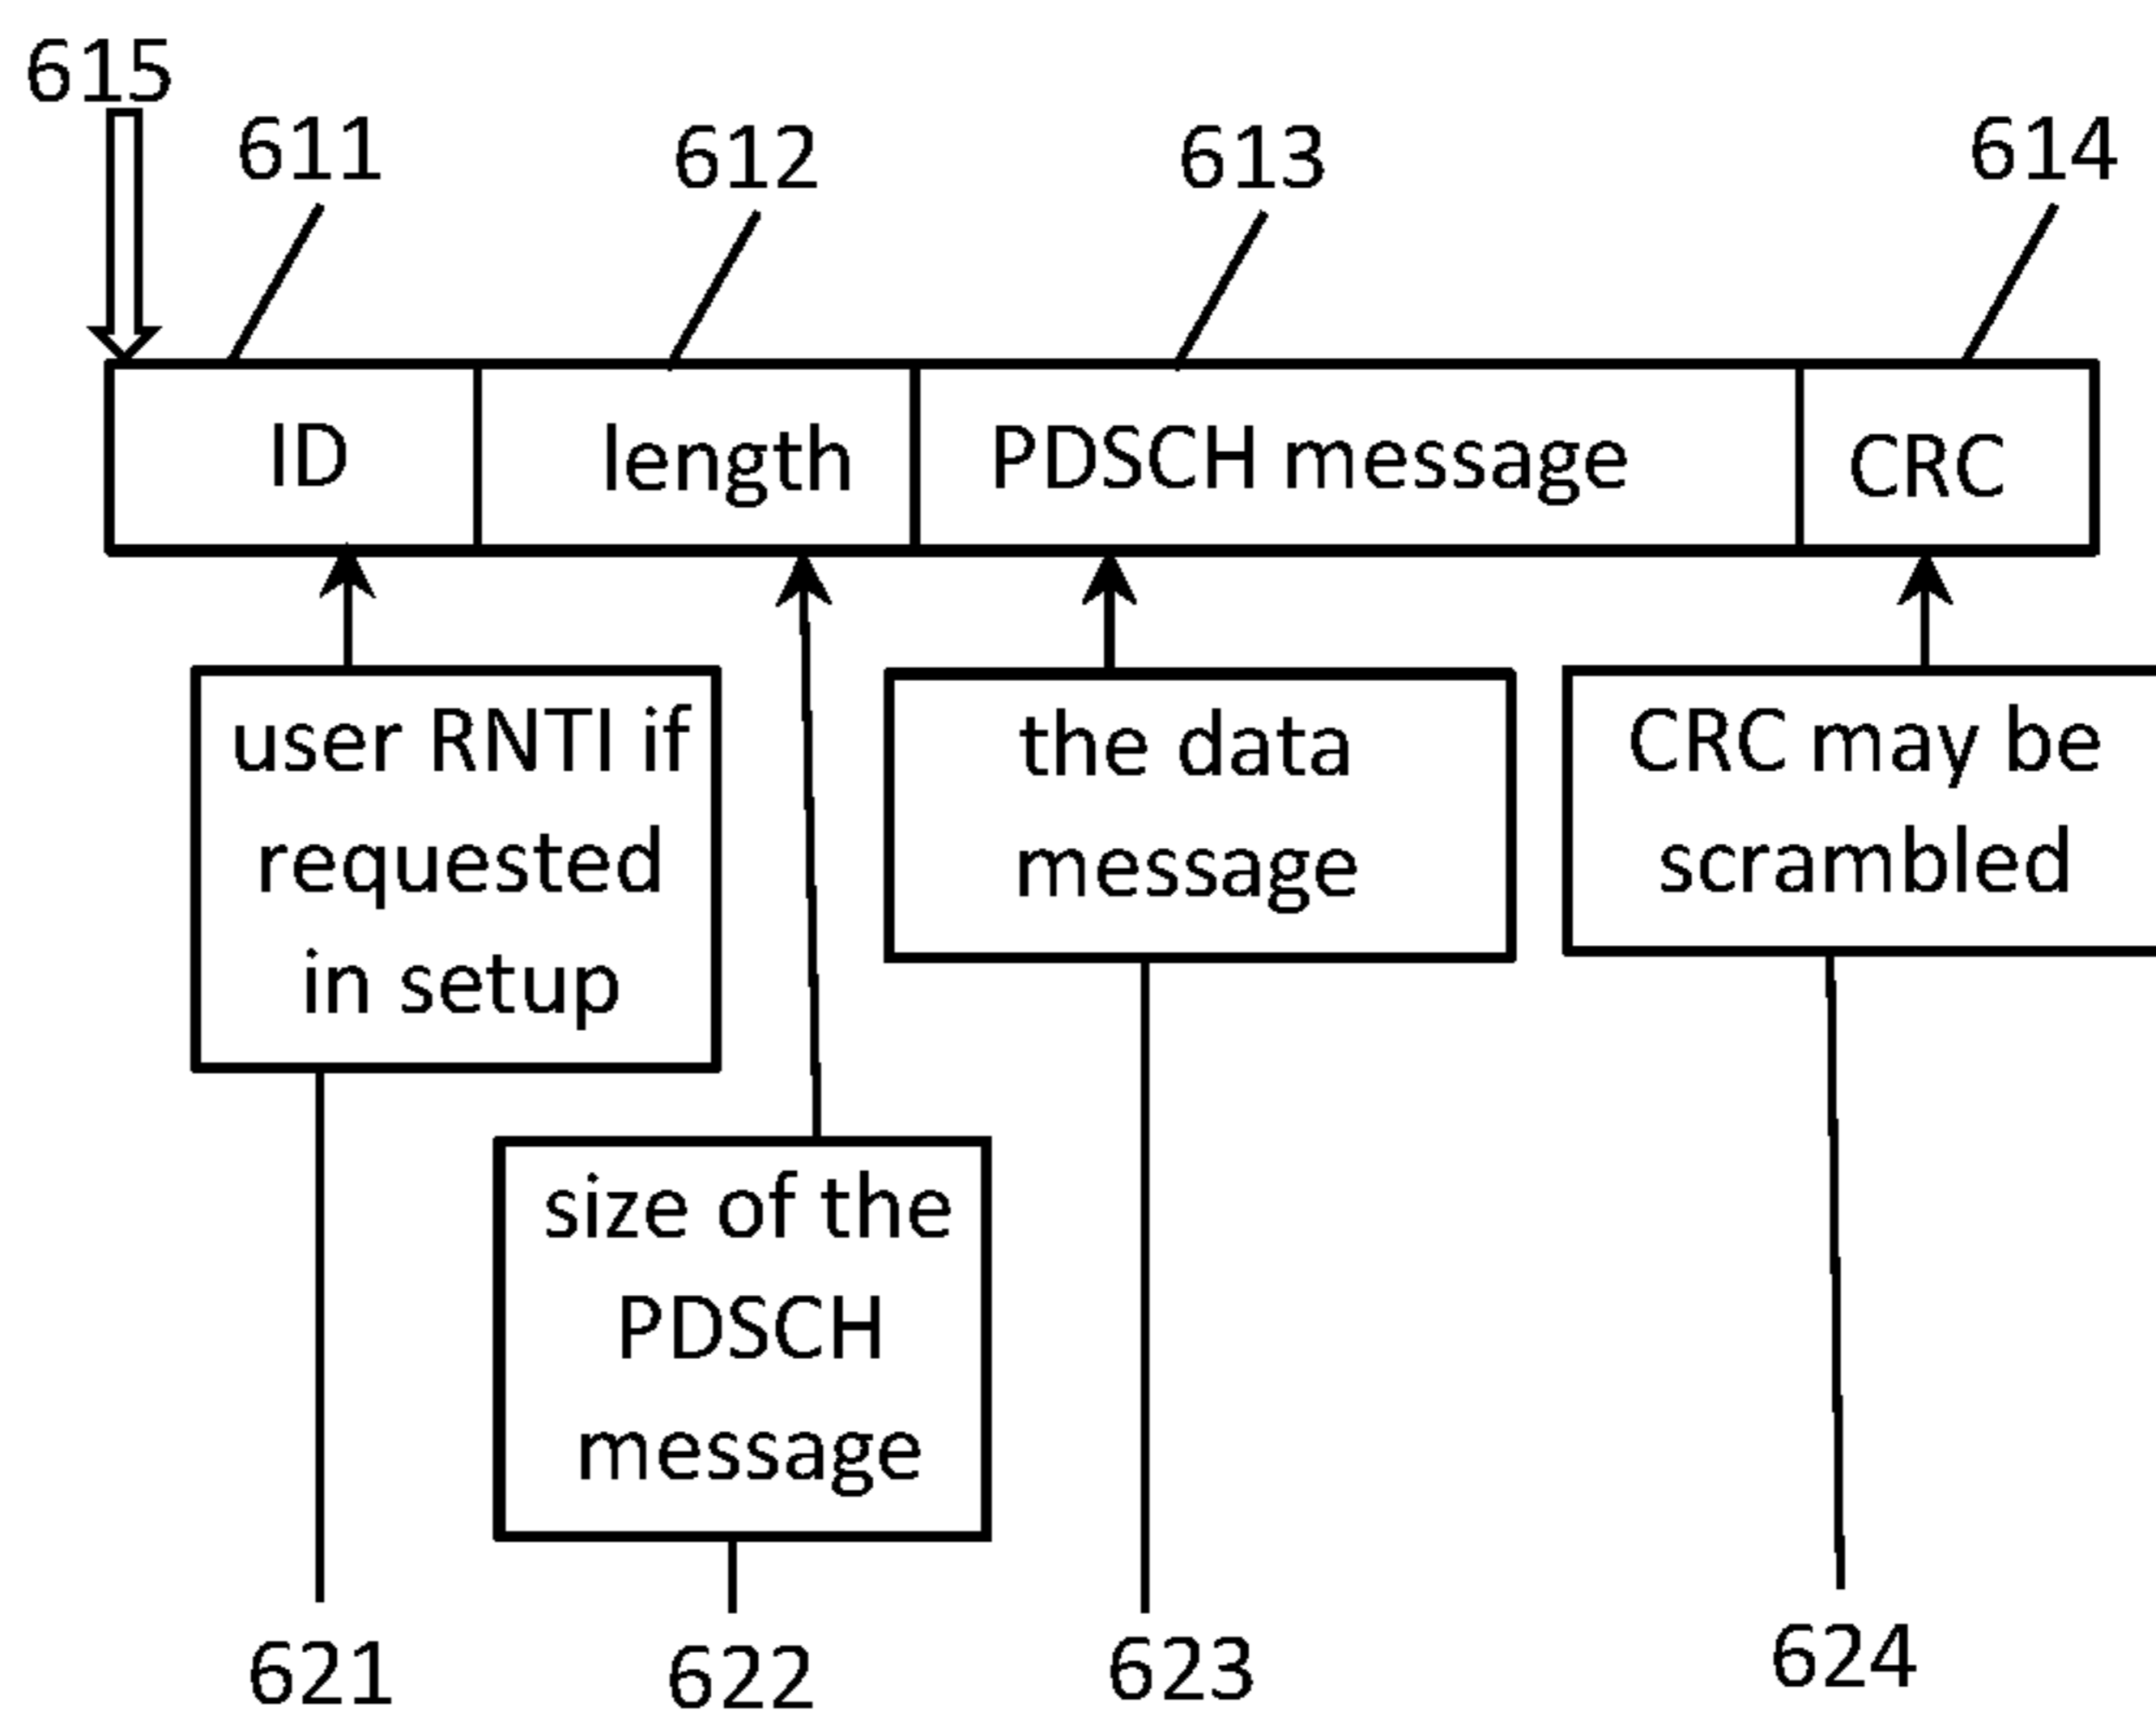 615
611
612
613
614
ID
length
PDSCH message
CRC
user RNTI if
requested
in setup
the data
message
CRC may be
scrambled
size of the
PDSCH
message
621
622
623
624